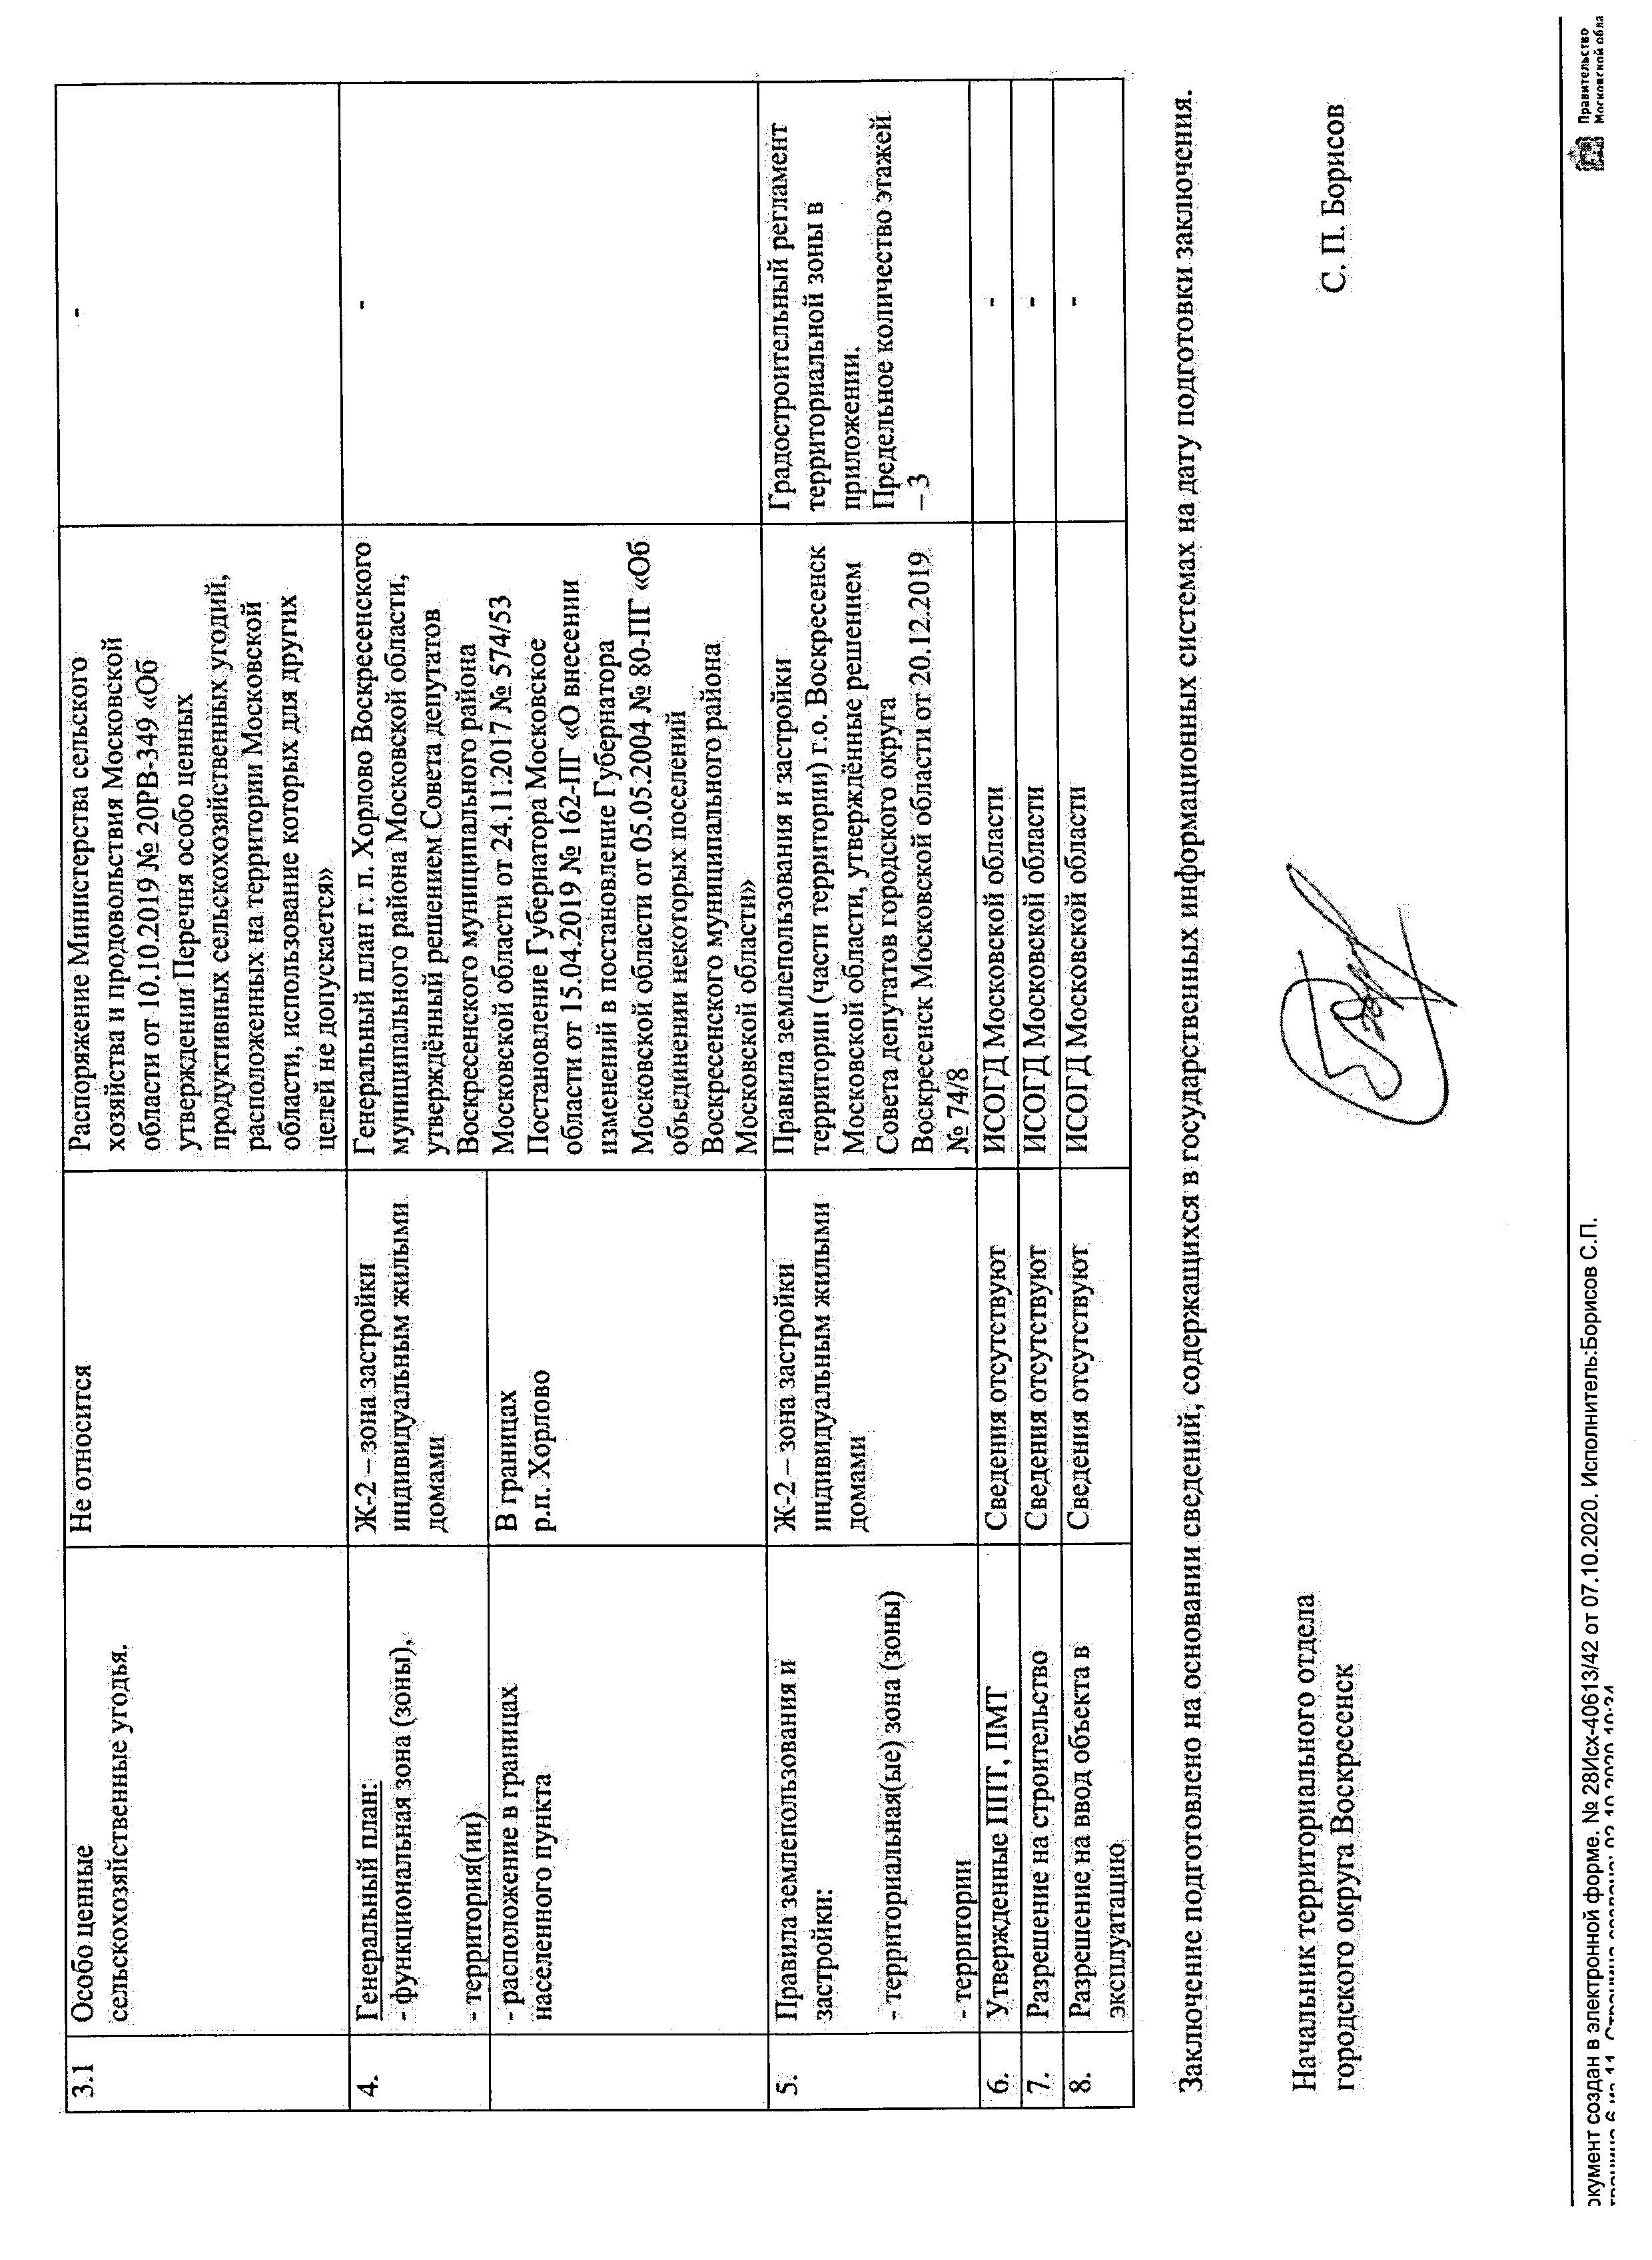 3.1
Особо ценные
сельскохозяйственные угодья.
Не относится
Распоряжение Министерства сельского
хозяйства и продовольствия Московской
области от 10.10.2019 № 20РВ-349 «Об
утверждении Перечня особо ценных
продуктивных сельскохозяйственных угодий,
расположенных на территории Московской
области, использование которых для других
целей не допускается»
-
4.
Генеральный план:
- функциональная зона (зоны),
- территория(ии)
Ж-2 – зона застройки
индивидуальным жилыми
домами
- расположение в границах
населенного пункта
В границах
р.п. Хорлово
Генеральный план г. п. Хорлово Воскресенского
муниципального района Московской области,
утверждённый решением Совета депутатов
Воскресенского муниципального района
Московской области от 24.11.2017 № 574/53
Постановление Губернатора Московское
области от 15.04.2019 № 162-ПГ «О внесении
изменений в постановление Губернатора
Московской области от 05.05.2004 № 80-ПГ «Об
объединении некоторых поселений
Воскресенского муниципального района
Московской области»
-
5.
Правила землепользования и
застройки:
- территориальная(ые) зона (зоны)
- территории
Ж-2 – зона застройки
индивидуальным жилыми
домами
Правила землепользования и застройки
территории (части территории) г.о. Воскресенск
Московской области, утверждённые решением
Совета депутатов городского округа
Воскресенск Московской области от 20.12.2019
№ 74/8
Градостроительный регламент
территориальной зоны в
приложении.
Предельное количество этажей
– 3
6.
Утвержденные ППТ, ПМТ
Сведения отсутствуют
ИСОГД Московской области
-
7.
Разрешение на строительство
Сведения отсутствуют
ИСОГД Московской области
-
8.
Разрешение на ввод объекта в
эксплуатацию
Сведения отсутствуют
ИСОГД Московской области
-
Заключение подготовлено на основании сведений, содержащихся в государственных информационных системах на дату подготовки заключения.
Начальник территориального отдела
городского округа Воскресенск
С. П. Борисов
окумент создан в электронной форме. № 28Исх-40613/42 от 07.10.2020. Исполнитель:Борисов С.П.
Правительство
Московской обла